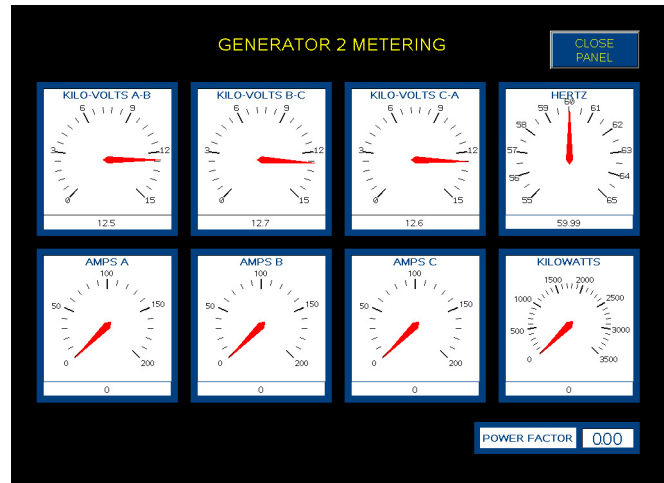 GENERATOR 2 METERING
CLOSE
PANEL
KILO-VOLTS A-B
0 3 6 9 12 15
12.5
KILO-VOLTS B-C
0 3 6 9 12 15
12.7
KILO-VOLTS C-A
0 3 6 9 12 15
12.6
HERTZ
55 56 57 58 59 60 61 62 63 64 65
59.99
AMPS A
0 50 100 150 200
0
AMPS B
0 50 100 150 200
0
AMPS C
0 50 100 150 200
0
KILOWATTS
0 500 1000 1500 2000 2500 3000 3500
0
POWER FACTOR 0.00